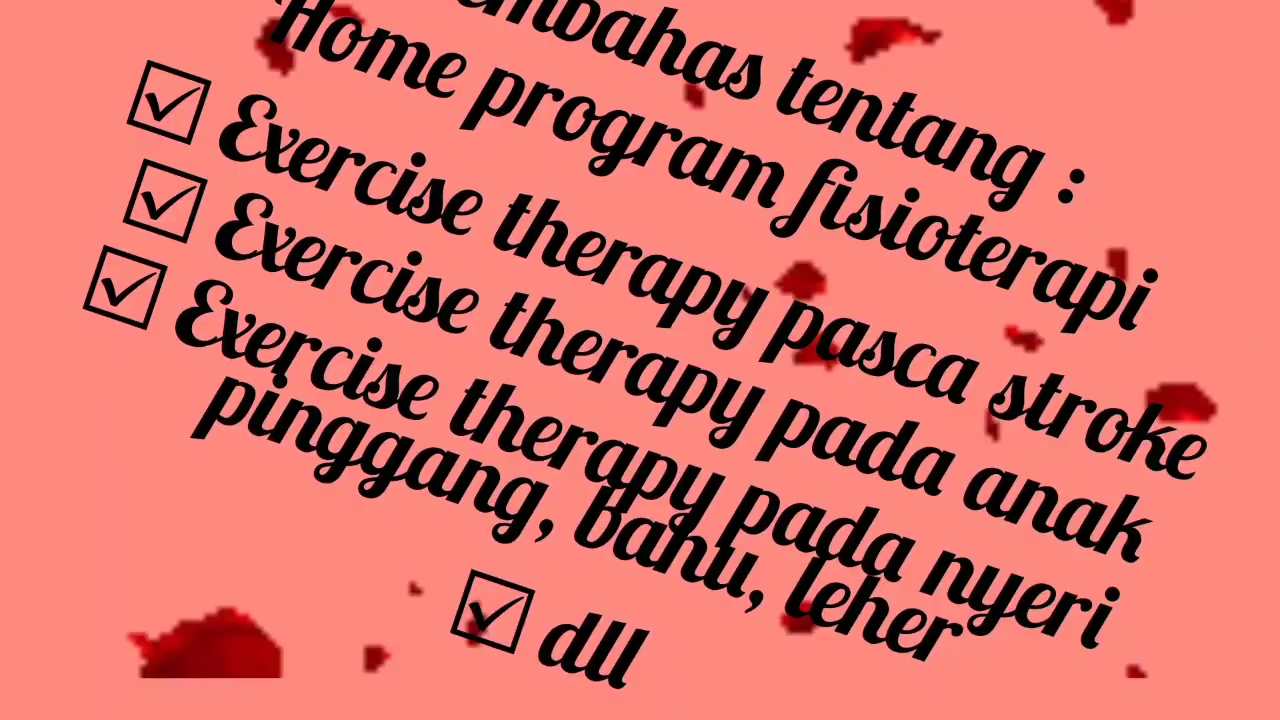 tentang :
Home program fisioterapi
☑ Exercise therapy pasca stroke
☑ Exercise therapy pada anak
☑ Exercise therapy pada nyeri
pinggang, bahu, leher
☑ dll